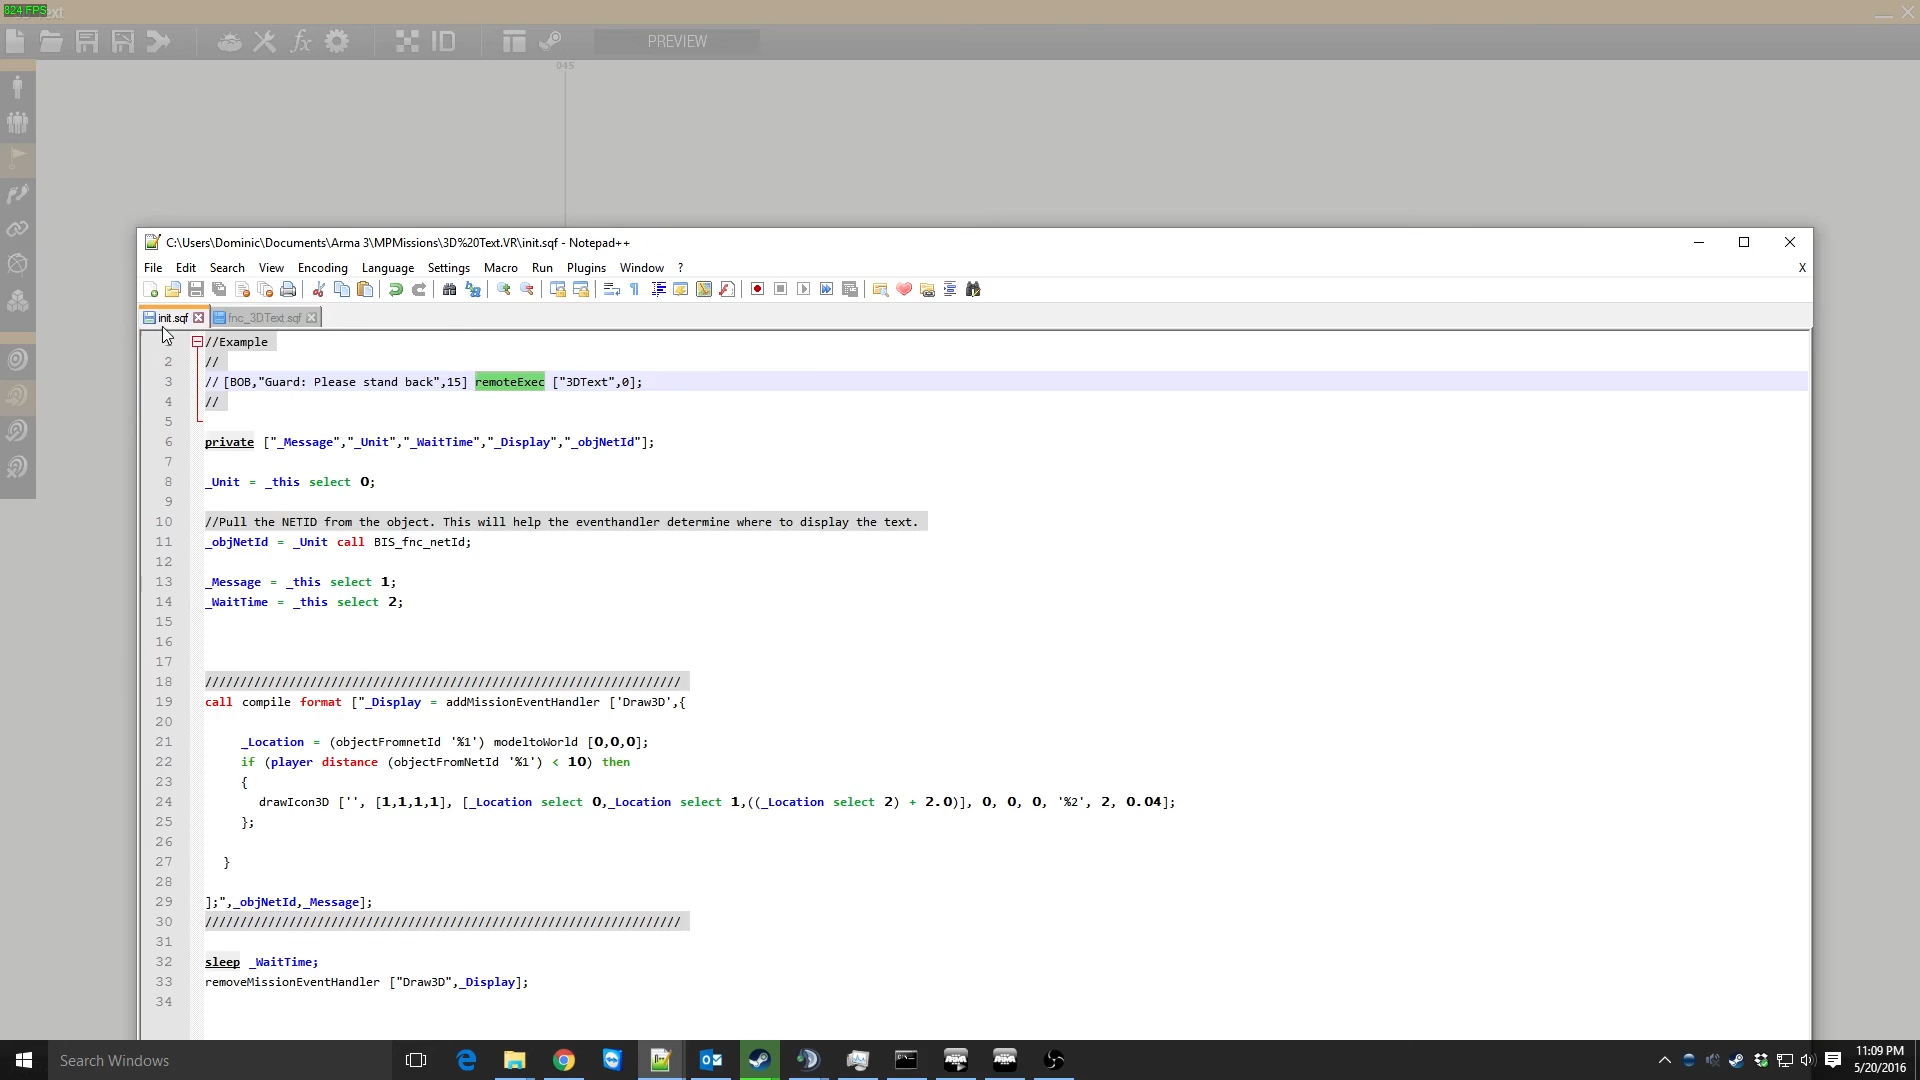 824 FPS
ID
PREVIEW
045
C:\Users\Dominic\Documents\Arma 3\MPMissions\3D%20Text.VR\init.sqf - Notepad++
File Edit Search View Encoding Language Settings Macro Run Plugins Window ? X
init.sqf fnc_3DText.sqf
1 //Example
2 //
3 // [BOB,"Guard: Please stand back",15] remoteExec ["3DText",0];
4 //
5
6 private ["_Message","_Unit","_WaitTime","_Display","_objNetId"];
7
8 _Unit = _this select 0;
9
10 //Pull the NETID from the object. This will help the eventhandler determine where to display the text.
11 _objNetId = _Unit call BIS_fnc_netId;
12
13 _Message = _this select 1;
14 _WaitTime = _this select 2;
15
16
17
18 ////////////////////////////////////////////////////////////////////
19 call compile format ["_Display = addMissionEventHandler ['Draw3D',{
20
21 _Location = (objectFromnetId '%1') modeltoWorld [0,0,0];
22 if (player distance (objectFromNetId '%1') < 10) then
23 {
24 drawIcon3D ['', [1,1,1,1], [_Location select 0,_Location select 1,((_Location select 2) + 2.0)], 0, 0, 0, '%2', 2, 0.04];
25 };
26
27 }
28
29 ];",_objNetId,_Message];
30 ////////////////////////////////////////////////////////////////////
31
32 sleep _WaitTime;
33 removeMissionEventHandler ["Draw3D",_Display];
34
Search Windows
11:09 PM
5/20/2016